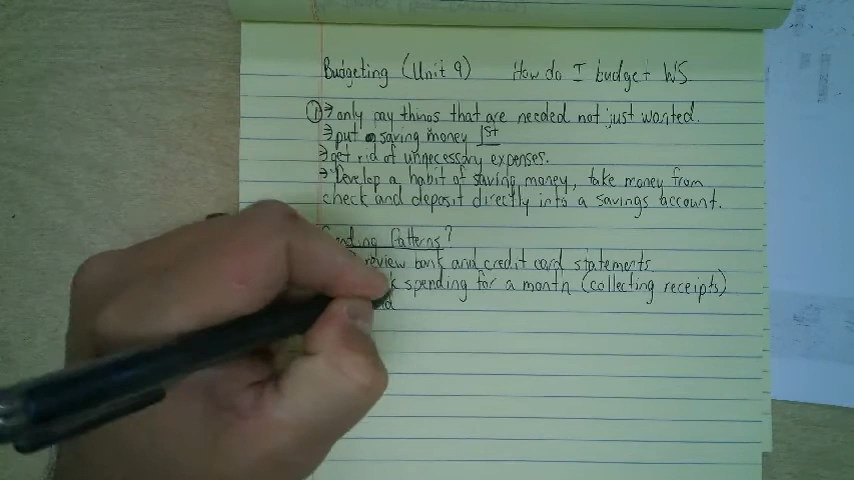 Budgeting (Unit 9) How do I budget WS
① → only pay things that are needed not just wanted.
→ put saving money 1st
→ get rid of unnecessary expenses.
→ Develop a habit of saving money, take money from
check and deposit directly into a savings account.
Patterns?
review bank and credit card statements.
spending for a month (collecting receipts)